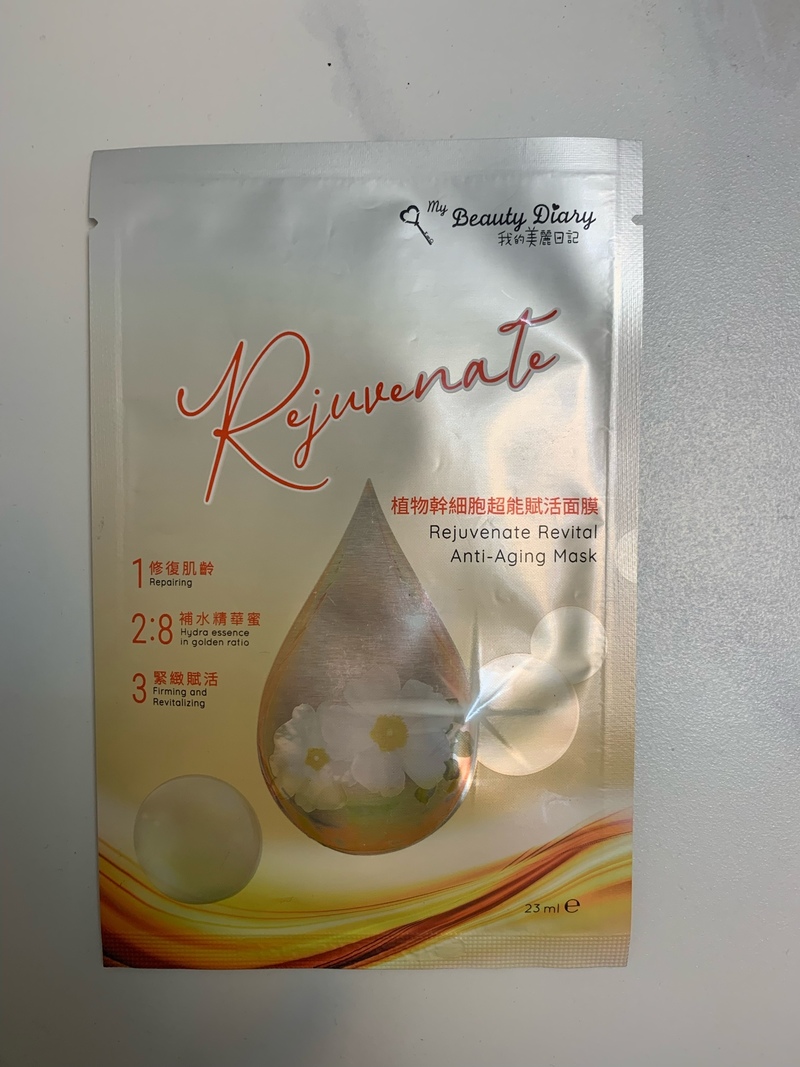 My Beauty Diary
我的美麗日記
Rejuvenate
植物幹細胞超能賦活面膜
Rejuvenate Revital
Anti-Aging Mask
1 修復肌齡
Repairing
2:8 補水精華蜜
Hydra essence
in golden ratio
3 緊緻賦活
Firming and
Revitalizing
23 ml ℮